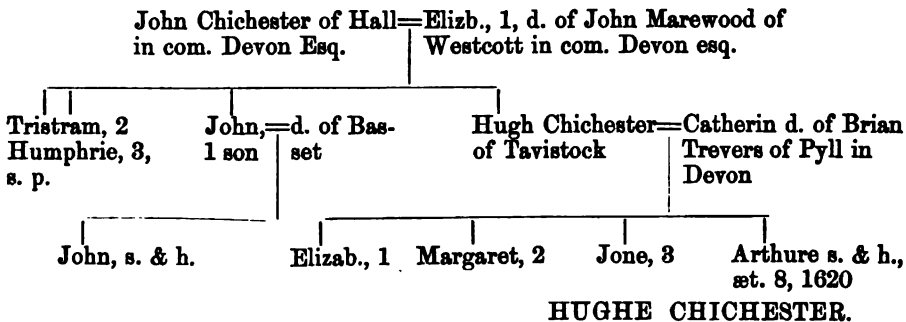 John Chichester of Hall=Elizb., 1, d. of John Marewood of
in com. Devon Esq. Westcott in com. Devon esq.
Tristram, 2
Humphrie, 3,
s. p.
John,=d. of Bas-
1 son set
Hugh Chichester=Catherin d. of Brian
of Tavistock Trevers of Pyll in
Devon
John, s. & h.
Elizab., 1
Margaret, 2
Jone, 3
Arthure s. & h.,
æt. 8, 1620
HUGHE CHICHESTER.